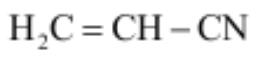 H₂C = CH – CN